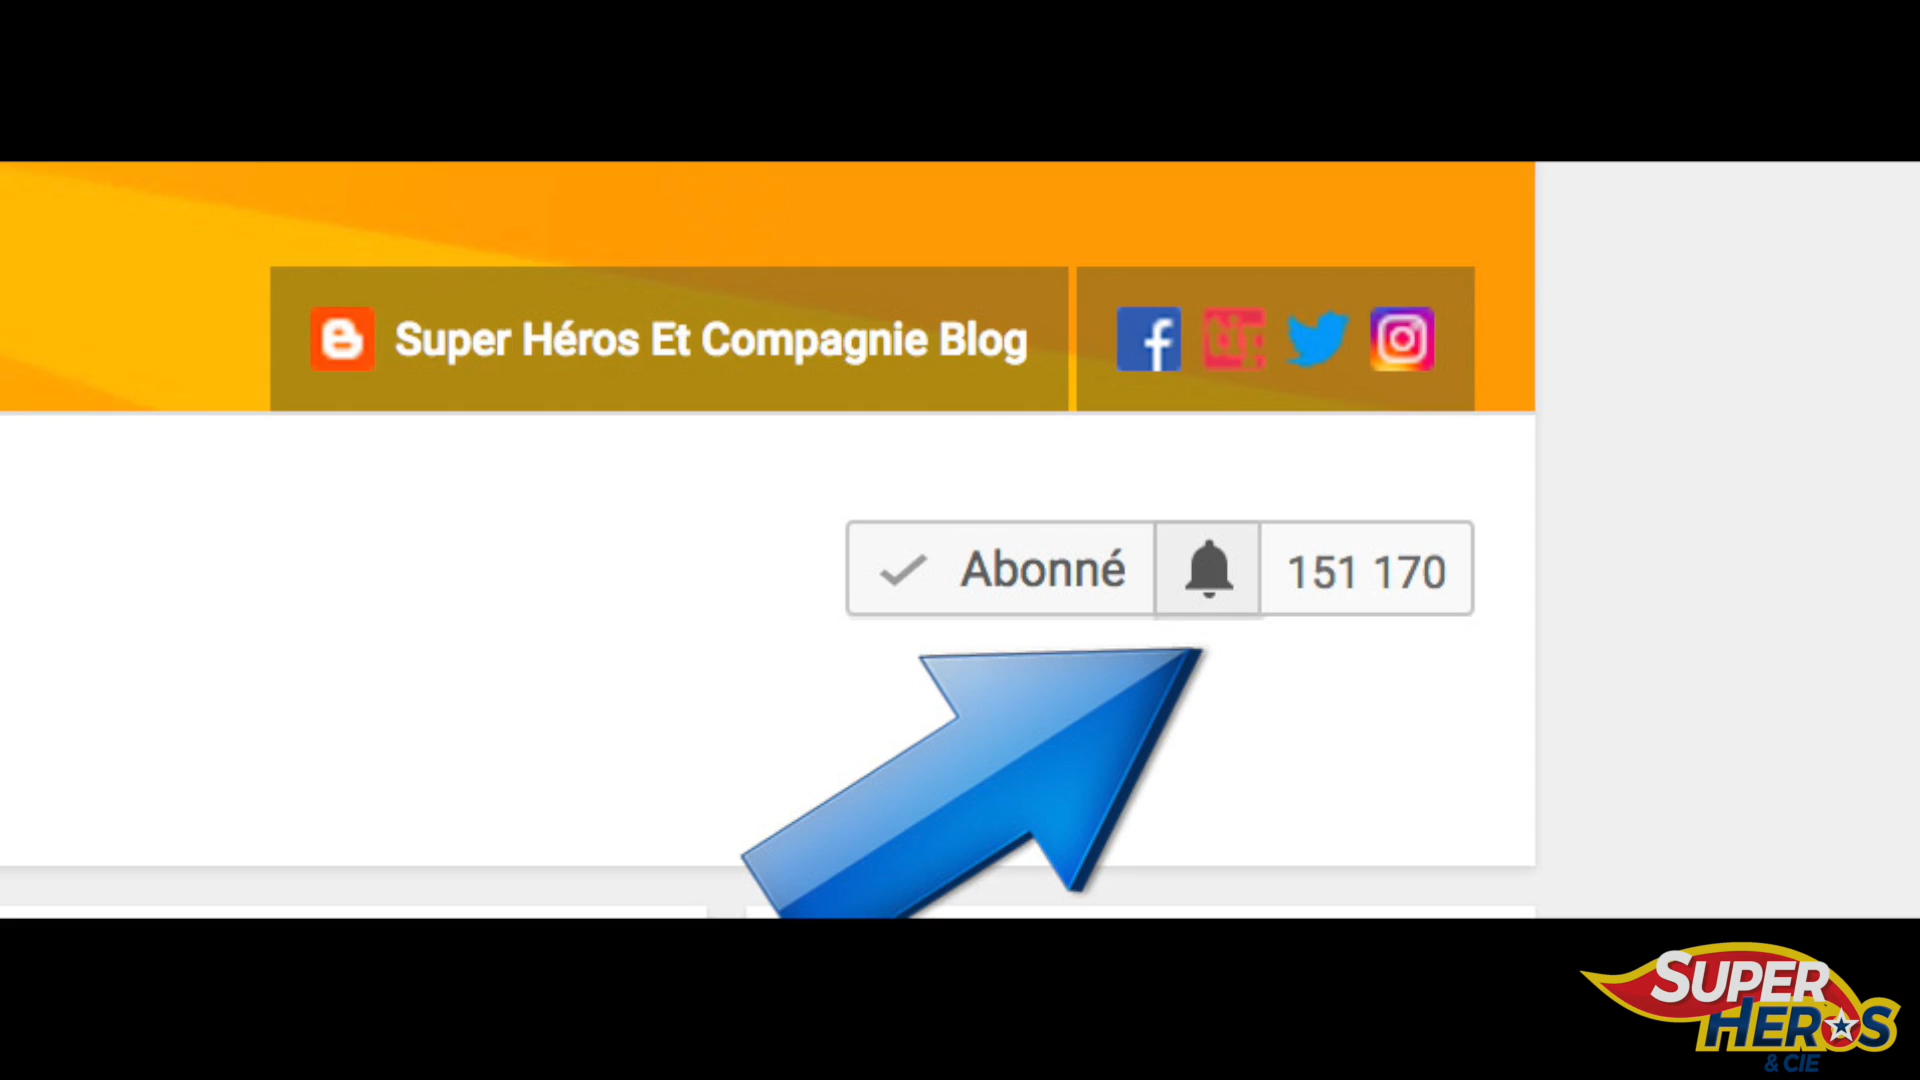 Super Héros Et Compagnie Blog
Abonné
151 170
SUPER
HEROS
& CIE